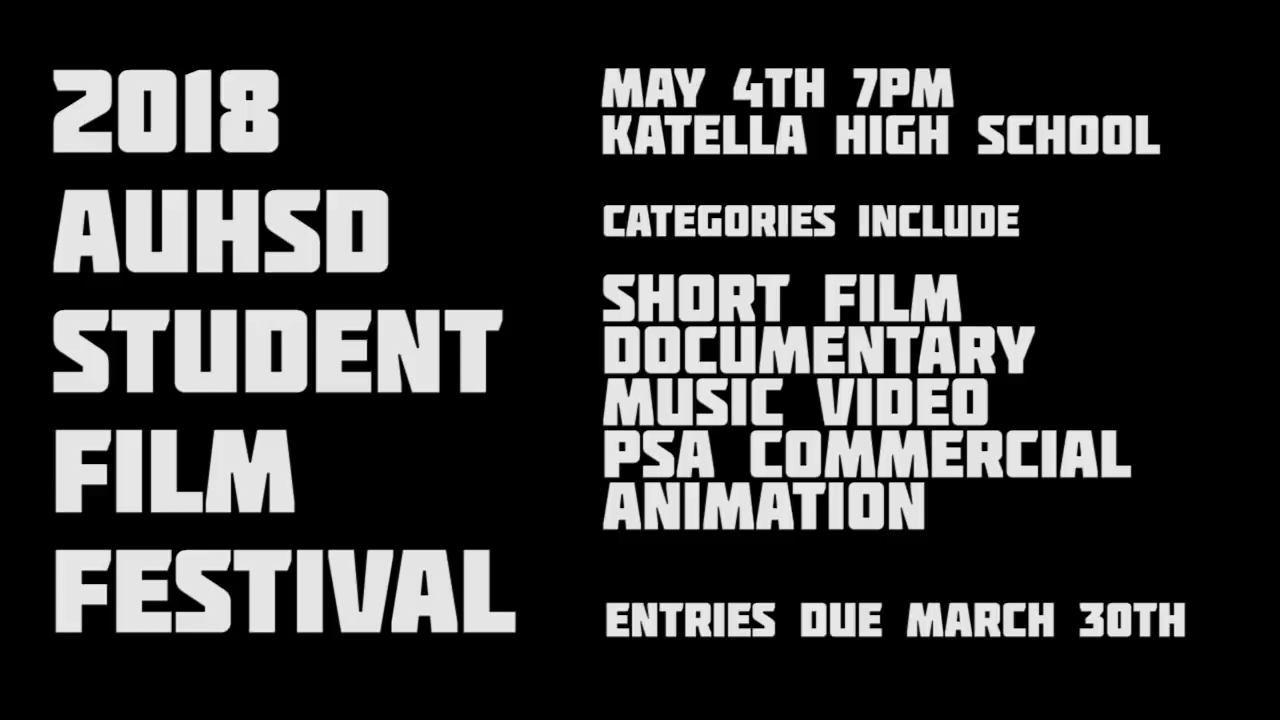 2018
AUHSD
STUDENT
FILM
FESTIVAL
MAY 4TH 7PM
KATELLA HIGH SCHOOL
CATEGORIES INCLUDE
SHORT FILM
DOCUMENTARY
MUSIC VIDEO
PSA COMMERCIAL
ANIMATION
ENTRIES DUE MARCH 30TH